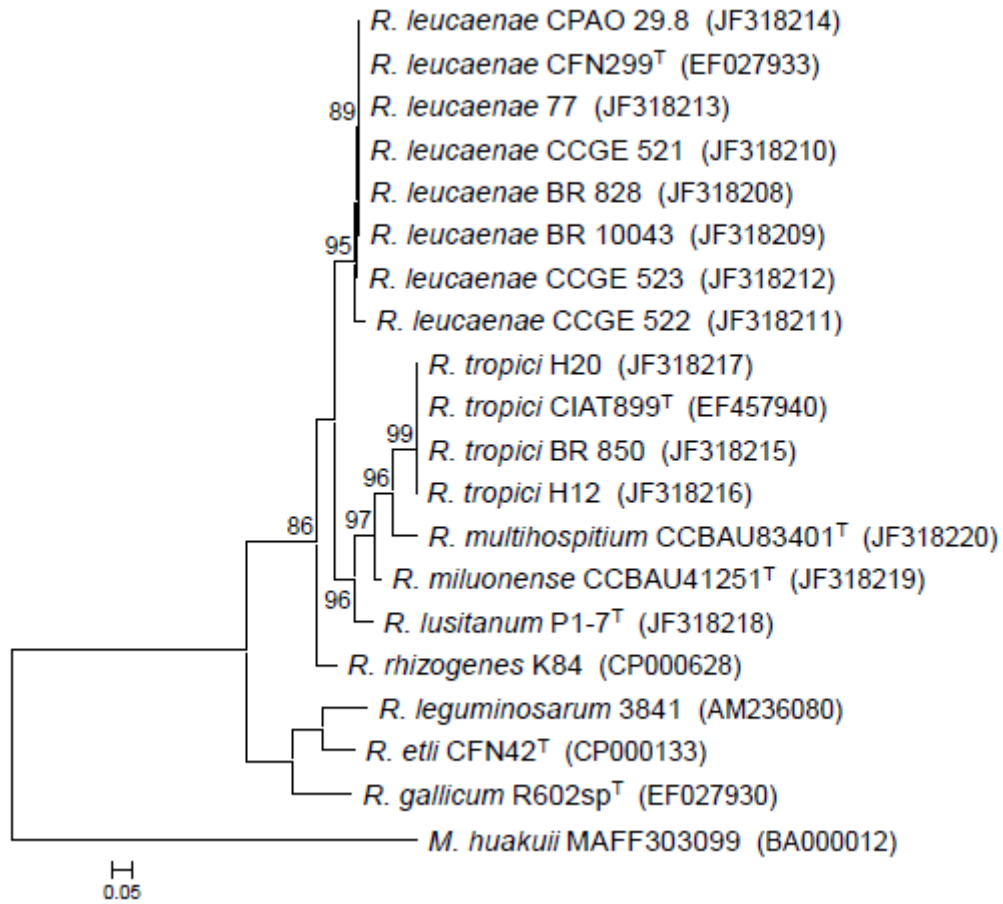 R. leucaenae CPAO 29.8 (JF318214)
R. leucaenae CFN299ᵀ (EF027933)
89
R. leucaenae 77 (JF318213)
R. leucaenae CCGE 521 (JF318210)
R. leucaenae BR 828 (JF318208)
R. leucaenae BR 10043 (JF318209)
95
R. leucaenae CCGE 523 (JF318212)
R. leucaenae CCGE 522 (JF318211)
R. tropici H20 (JF318217)
R. tropici CIAT899ᵀ (EF457940)
99
R. tropici BR 850 (JF318215)
96
R. tropici H12 (JF318216)
97
86
R. multihospitium CCBAU83401ᵀ (JF318220)
R. miluonense CCBAU41251ᵀ (JF318219)
96
R. lusitanum P1-7ᵀ (JF318218)
R. rhizogenes K84 (CP000628)
R. leguminosarum 3841 (AM236080)
R. etli CFN42ᵀ (CP000133)
R. gallicum R602spᵀ (EF027930)
M. huakuii MAFF303099 (BA000012)
0.05